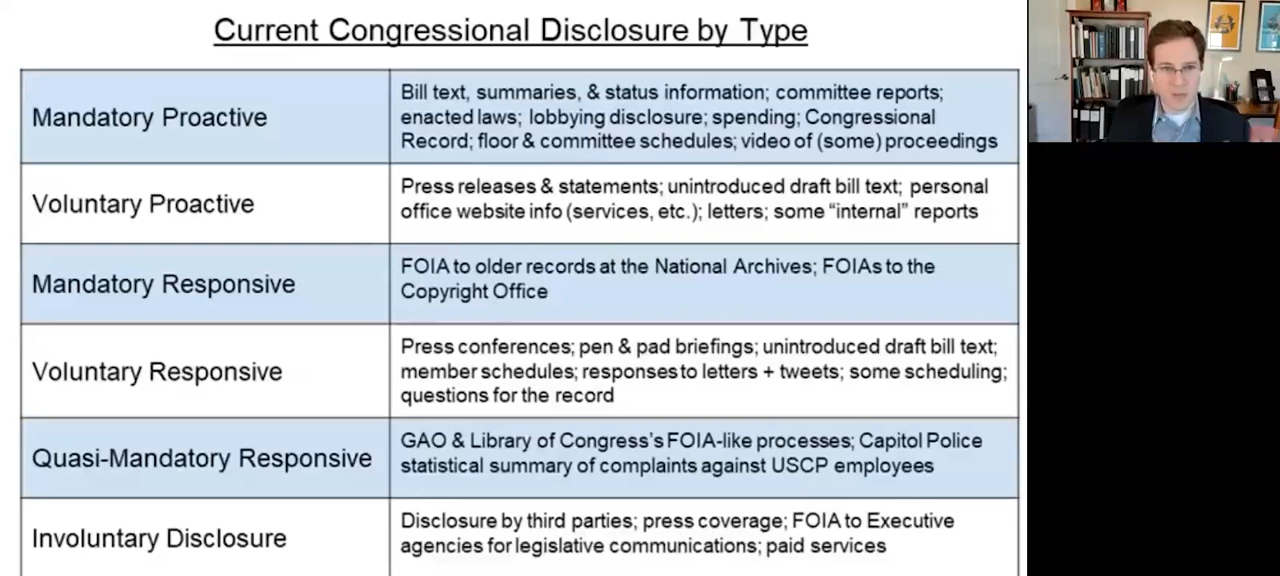 Current Congressional Disclosure by Type
Mandatory Proactive
Bill text, summaries, & status information; committee reports;
enacted laws; lobbying disclosure; spending; Congressional
Record; floor & committee schedules; video of (some) proceedings
Voluntary Proactive
Press releases & statements; unintroduced draft bill text; personal
office website info (services, etc.); letters; some “internal” reports
Mandatory Responsive
FOIA to older records at the National Archives; FOIAs to the
Copyright Office
Voluntary Responsive
Press conferences; pen & pad briefings; unintroduced draft bill text;
member schedules; responses to letters + tweets; some scheduling;
questions for the record
Quasi-Mandatory Responsive
GAO & Library of Congress’s FOIA-like processes; Capitol Police
statistical summary of complaints against USCP employees
Involuntary Disclosure
Disclosure by third parties; press coverage; FOIA to Executive
agencies for legislative communications; paid services